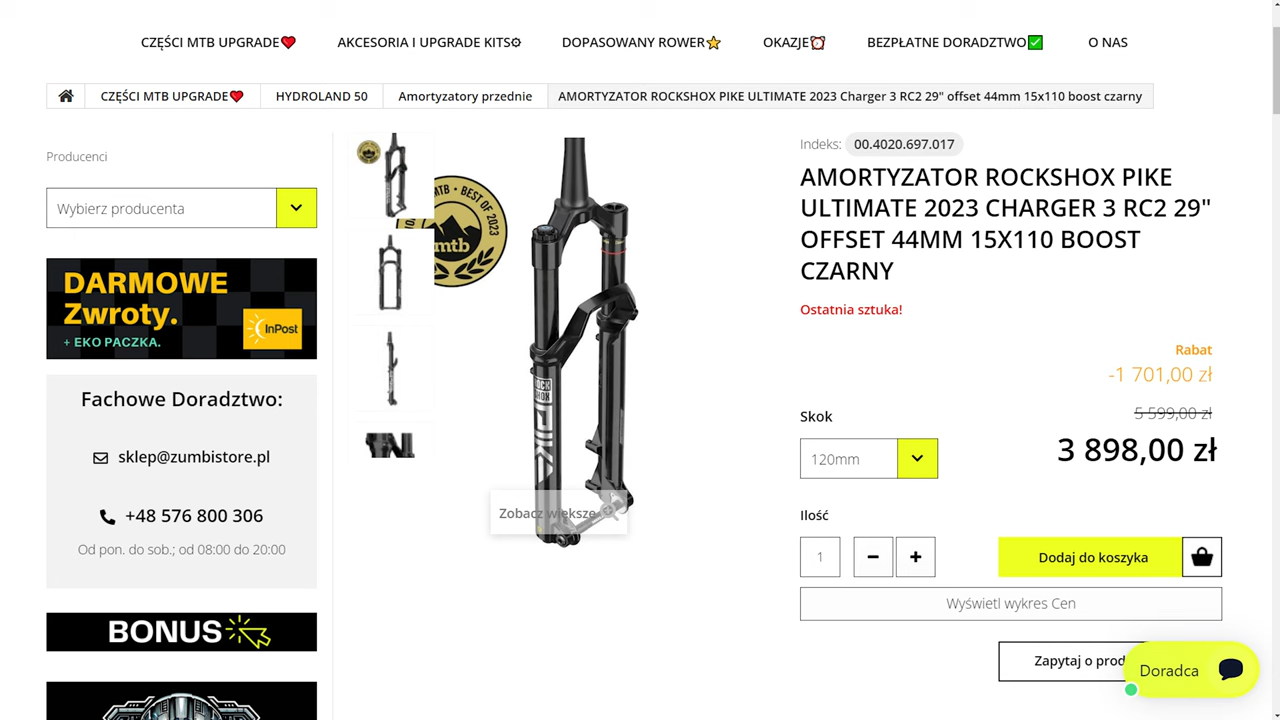 CZĘŚCI MTB UPGRADE❤️
AKCESORIA I UPGRADE KITS⚙
DOPASOWANY ROWER⭐
OKAZJE⏰
BEZPŁATNE DORADZTWO✅
O NAS
CZĘŚCI MTB UPGRADE❤️
HYDROLAND 50
Amortyzatory przednie
AMORTYZATOR ROCKSHOX PIKE ULTIMATE 2023 Charger 3 RC2 29" offset 44mm 15x110 boost czarny
Producenci
Wybierz producenta
DARMOWE
Zwroty.
+ EKO PACZKA.
InPost
Fachowe Doradztwo:
sklep@zumbistore.pl
+48 576 800 306
Od pon. do sob.; od 08:00 do 20:00
BONUS
MTB • BEST OF 2023
mtb
ROCK
SHOX
PIKE
Zobacz większe
Indeks: 00.4020.697.017
AMORTYZATOR ROCKSHOX PIKE
ULTIMATE 2023 CHARGER 3 RC2 29"
OFFSET 44MM 15X110 BOOST
CZARNY
Ostatnia sztuka!
Rabat
-1 701,00 zł
5 599,00 zł
3 898,00 zł
Skok
120mm
Ilość
1
Dodaj do koszyka
Wyświetl wykres Cen
Zapytaj o prod
Doradca